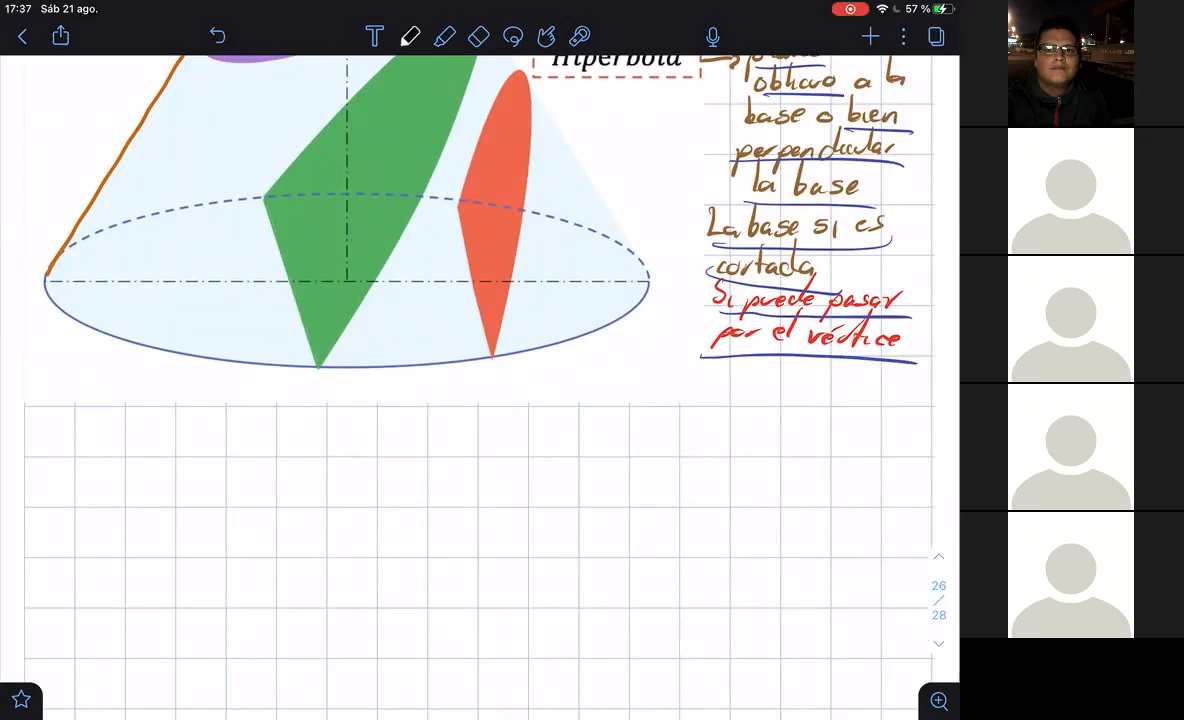 17:37 Sáb 21 ago.
57 %
T
Hipérbola
oblicuo a la
base o bien
perpendicular
la base
La base si es
cortada
Si puede pasar
por el vértice
26
/
28